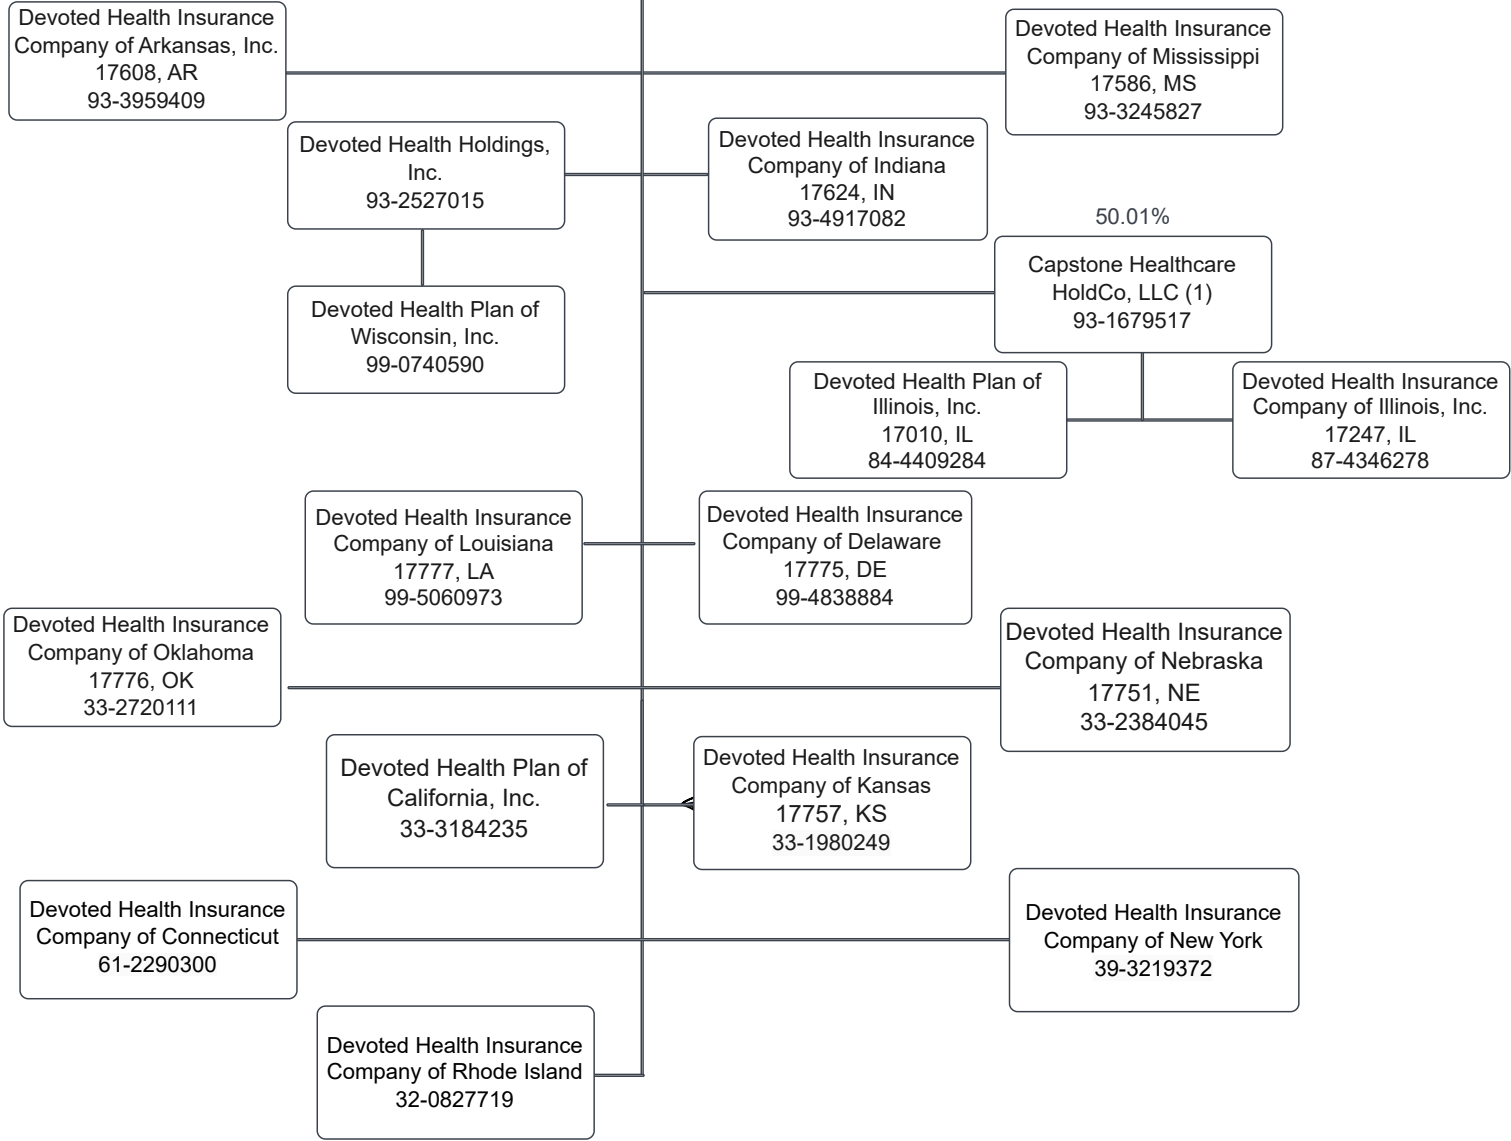 Devoted Health Insurance
Company of Arkansas, Inc.
17608, AR
93-3959409
Devoted Health Insurance
Company of Mississippi
17586, MS
93-3245827
Devoted Health Holdings,
Inc.
93-2527015
Devoted Health Insurance
Company of Indiana
17624, IN
93-4917082
50.01%
Capstone Healthcare
HoldCo, LLC (1)
93-1679517
Devoted Health Plan of
Wisconsin, Inc.
99-0740590
Devoted Health Plan of
Illinois, Inc.
17010, IL
84-4409284
Devoted Health Insurance
Company of Illinois, Inc.
17247, IL
87-4346278
Devoted Health Insurance
Company of Louisiana
17777, LA
99-5060973
Devoted Health Insurance
Company of Delaware
17775, DE
99-4838884
Devoted Health Insurance
Company of Oklahoma
17776, OK
33-2720111
Devoted Health Insurance
Company of Nebraska
17751, NE
33-2384045
Devoted Health Plan of
California, Inc.
33-3184235
Devoted Health Insurance
Company of Kansas
17757, KS
33-1980249
Devoted Health Insurance
Company of Connecticut
61-2290300
Devoted Health Insurance
Company of New York
39-3219372
Devoted Health Insurance
Company of Rhode Island
32-0827719